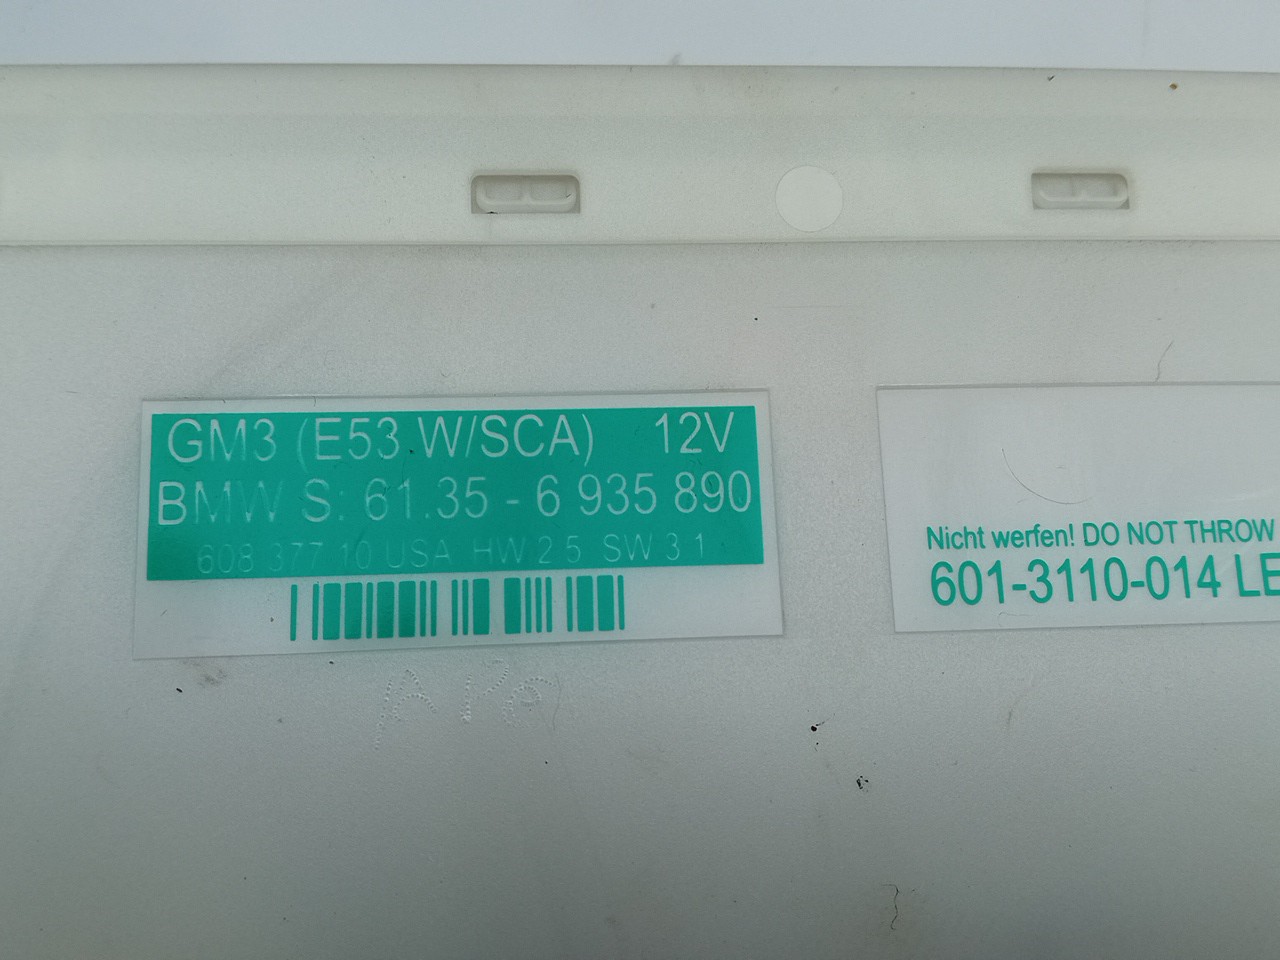 GM3 (E53 W/SCA) 12V
BMW S: 61.35 - 6 935 890
608 377 10 USA HW 2 5 SW 3 1
Nicht werfen! DO NOT THROW
601-3110-014 LE